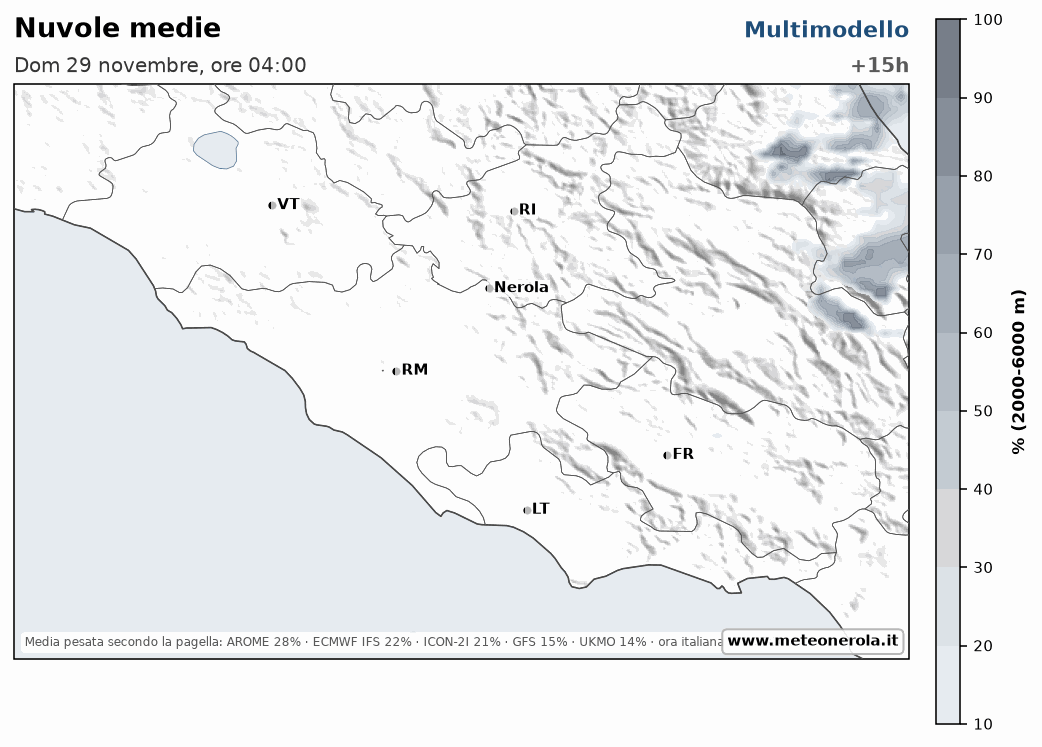 Nuvole medie
Multimodello
Dom 29 novembre, ore 04:00
+15h
VT
RI
Nerola
RM
FR
LT
Media pesata secondo la pagella: AROME 28% · ECMWF IFS 22% · ICON-2I 21% · GFS 15% · UKMO 14% · ora italiana
www.meteonerola.it
100
90
80
70
60
50
40
30
20
10
% (2000-6000 m)